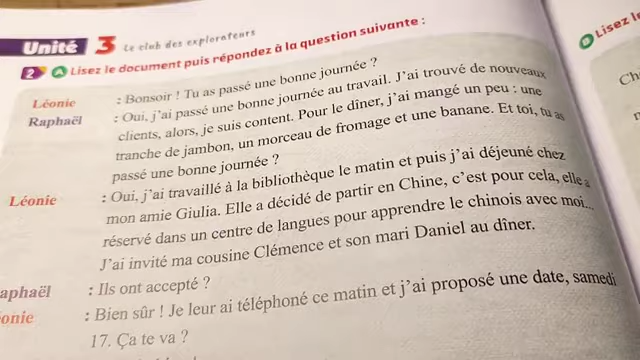 Unité 3 Le club des explorateurs
2 A Lisez le document puis répondez à la question suivante :
Léonie : Bonsoir ! Tu as passé une bonne journée ?
Raphaël : Oui, j'ai passé une bonne journée au travail. J'ai trouvé de nouveaux
clients, alors, je suis content. Pour le dîner, j'ai mangé un peu : une
tranche de jambon, un morceau de fromage et une banane. Et toi, tu as
passé une bonne journée ?
Léonie : Oui, j'ai travaillé à la bibliothèque le matin et puis j'ai déjeuné chez
mon amie Giulia. Elle a décidé de partir en Chine, c'est pour cela, elle a
réservé dans un centre de langues pour apprendre le chinois avec moi...
J'ai invité ma cousine Clémence et son mari Daniel au dîner.
aphaël : Ils ont accepté ?
onie : Bien sûr ! Je leur ai téléphoné ce matin et j'ai proposé une date, samedi
17. Ça te va ?
D Lisez le